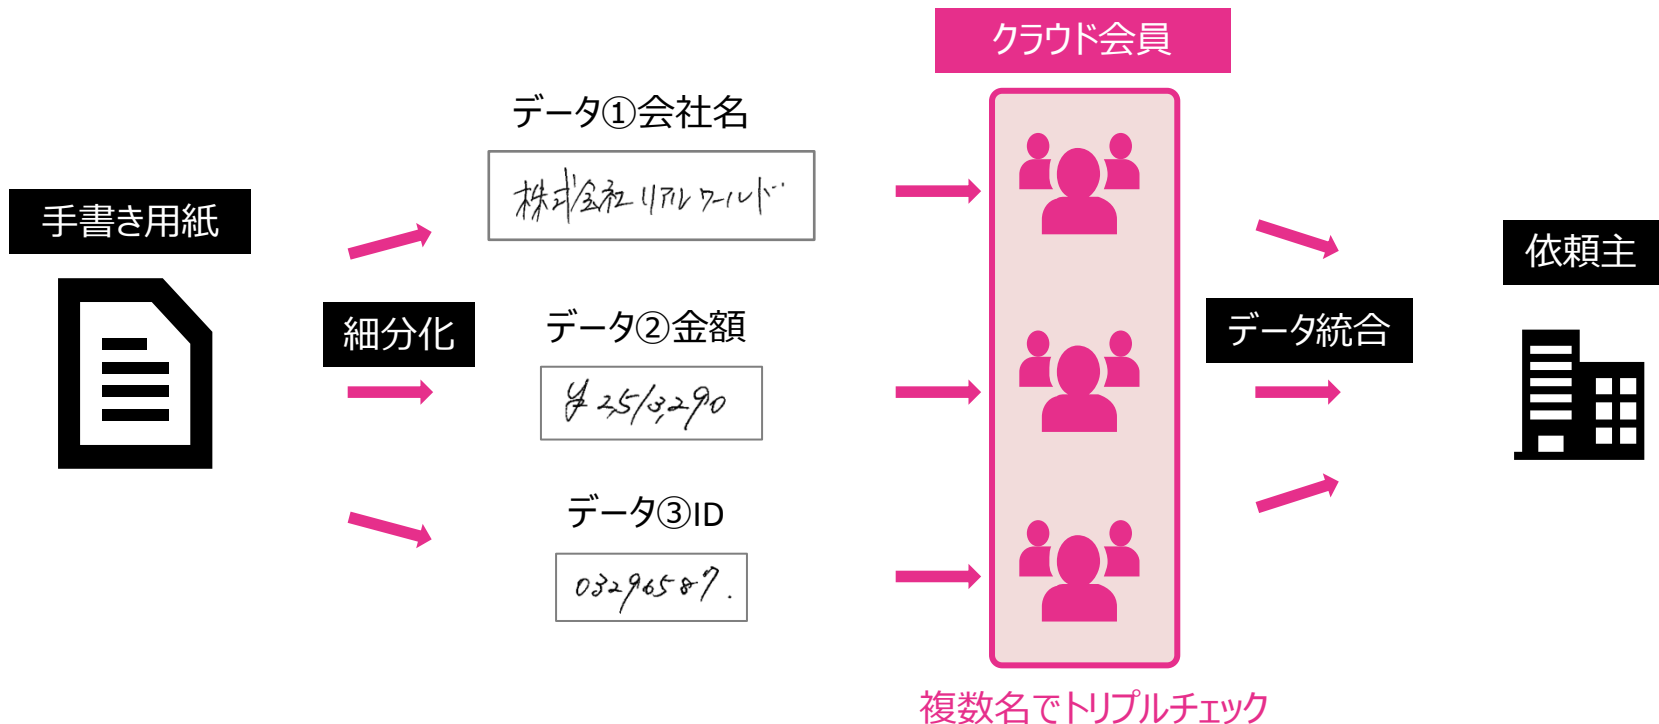 クラウド会員
データ①会社名
株式会社リアルワールド
手書き用紙
依頼主
細分化
データ②金額
データ統合
¥2,513,290
データ③ID
03296587.
複数名でトリプルチェック